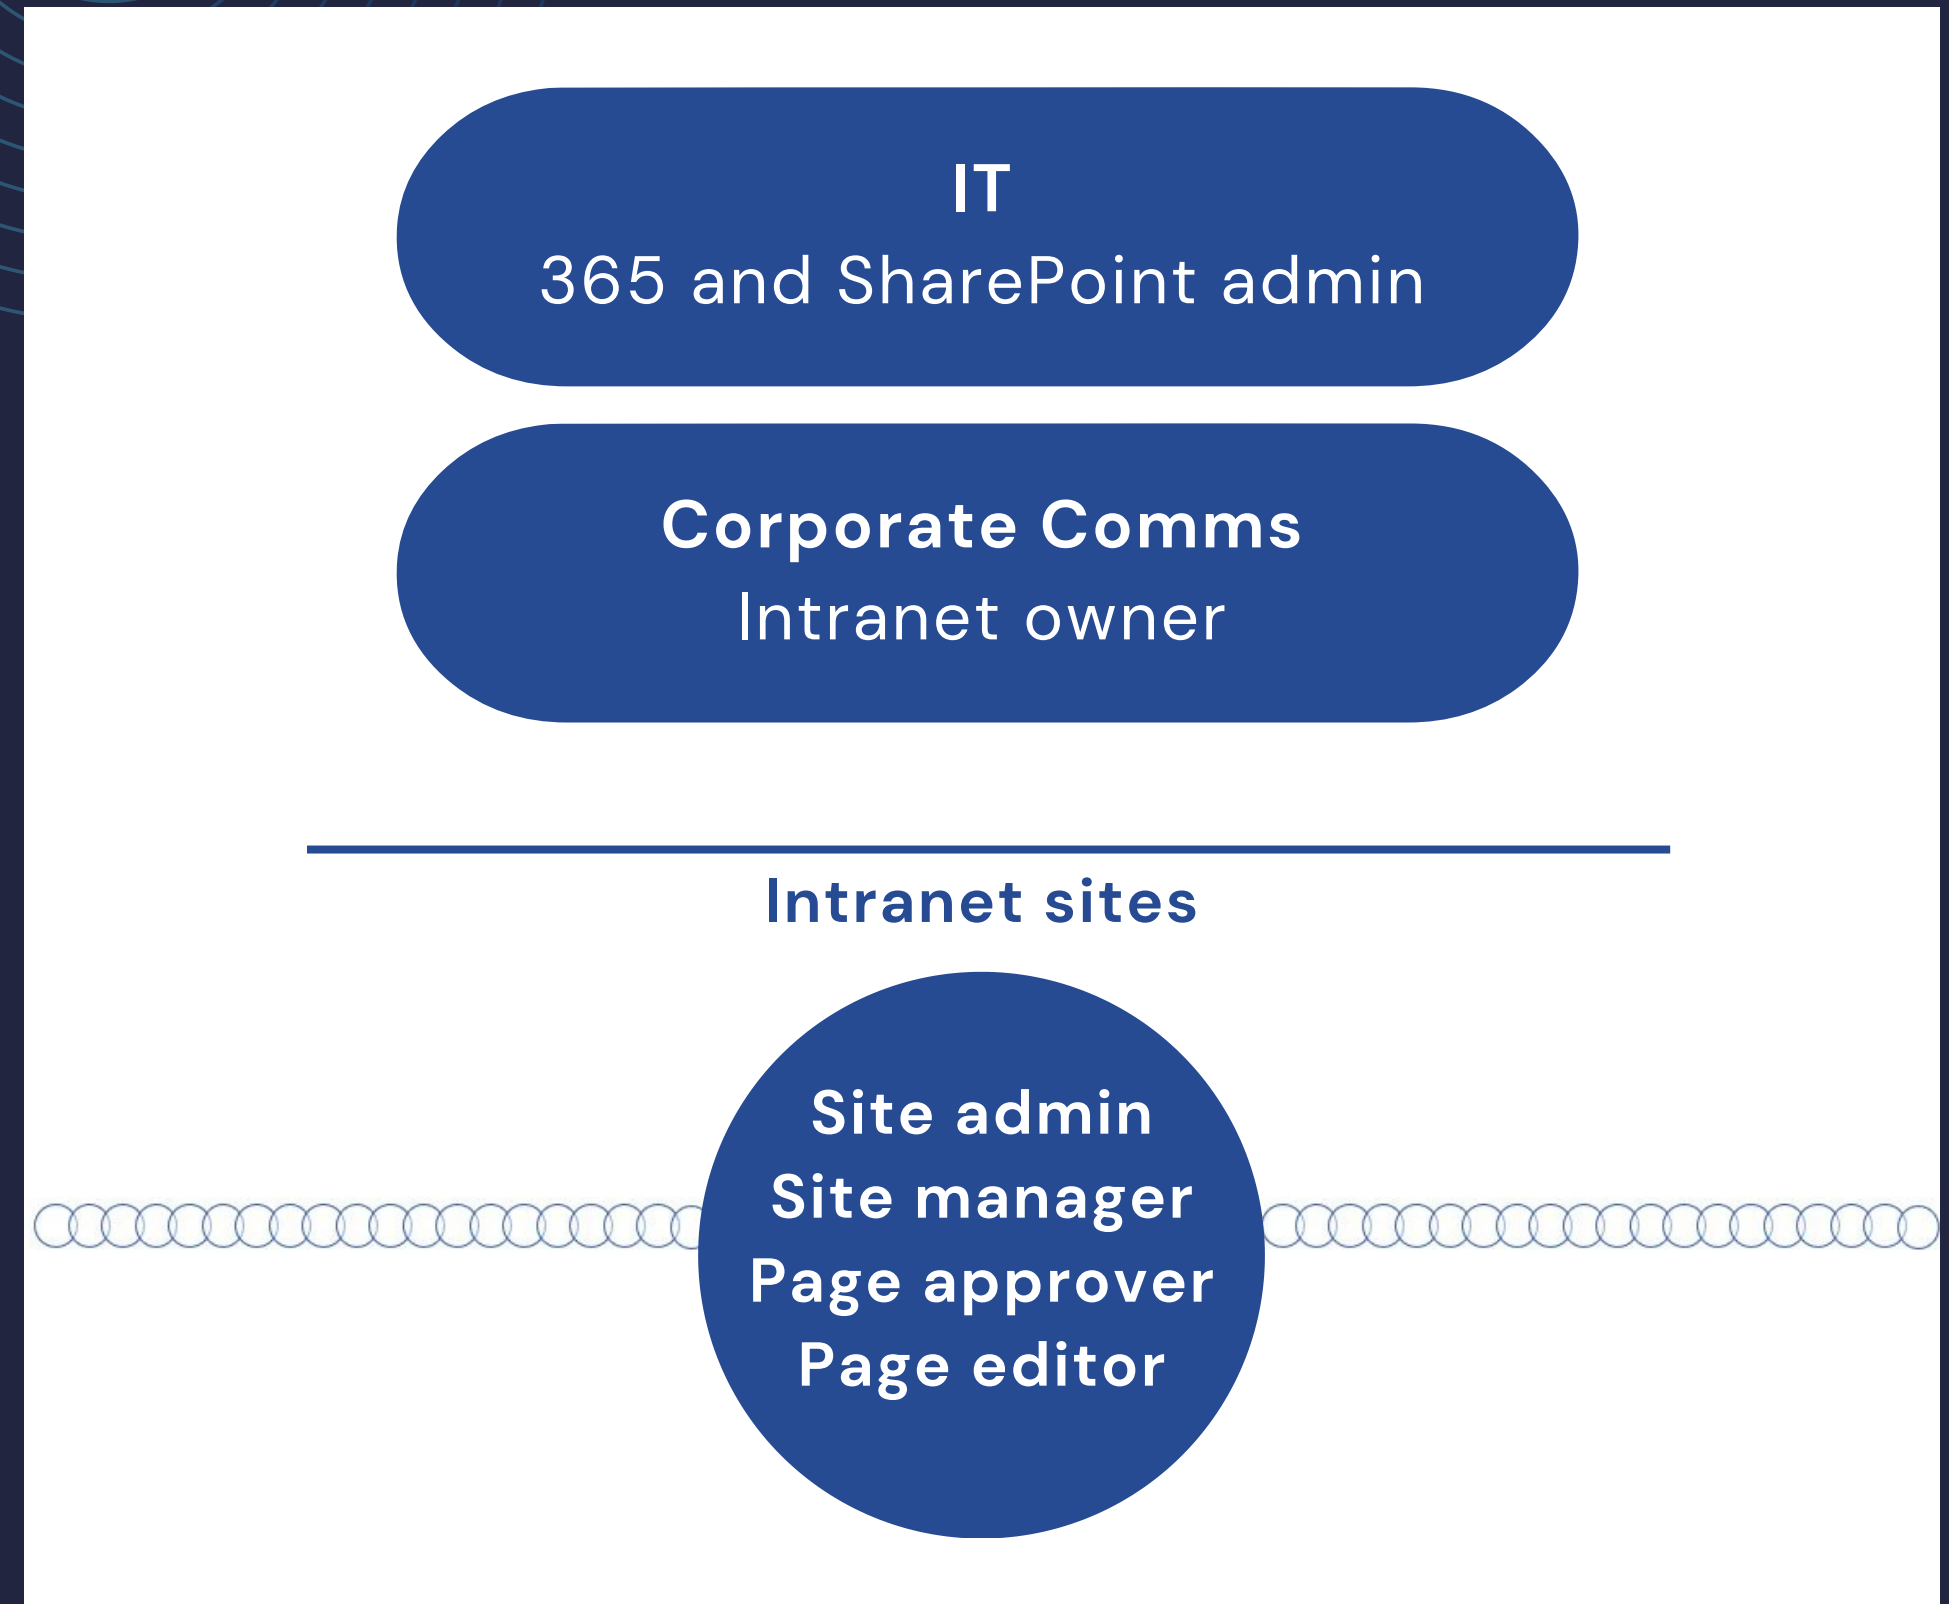 IT
365 and SharePoint admin
Corporate Comms
Intranet owner
Intranet sites
Site admin
Site manager
Page approver
Page editor